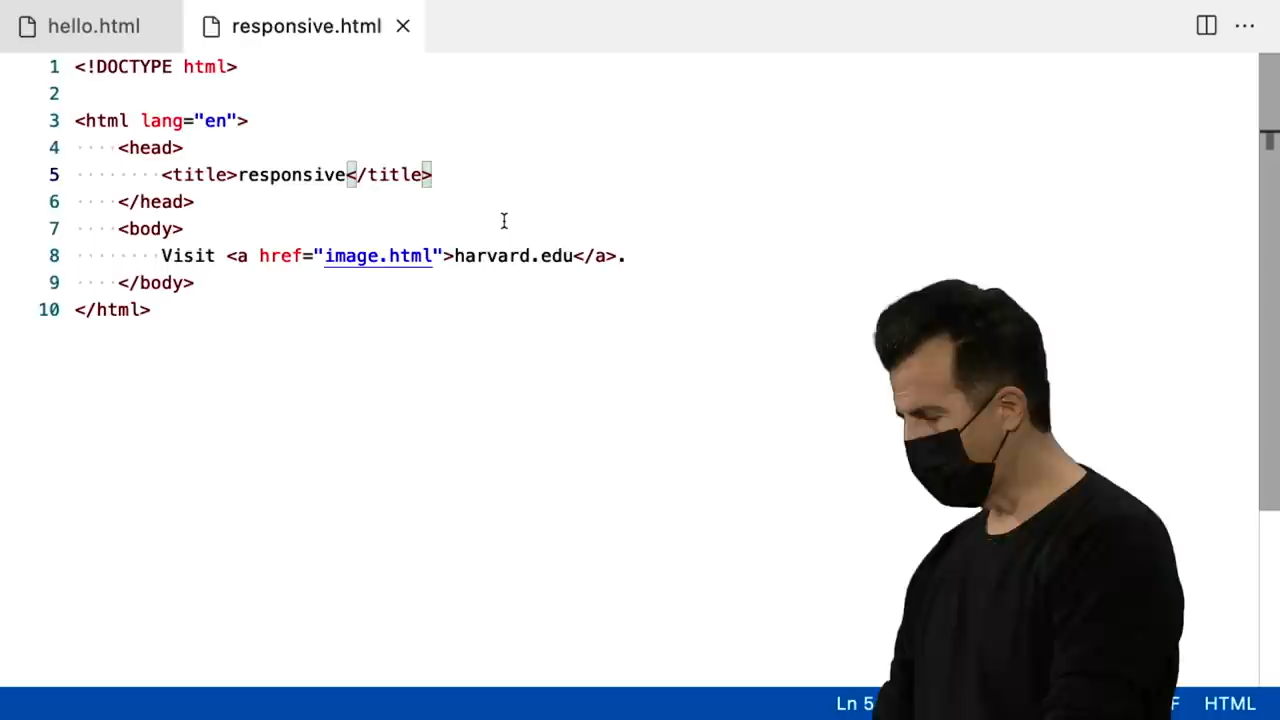 hello.html
responsive.html
1 <!DOCTYPE html>
2
3 <html lang="en">
4 ····<head>
5 ········<title>responsive</title>
6 ····</head>
7 ····<body>
8 ········Visit <a href="image.html">harvard.edu</a>.
9 ····</body>
10 </html>
Ln 5 F HTML